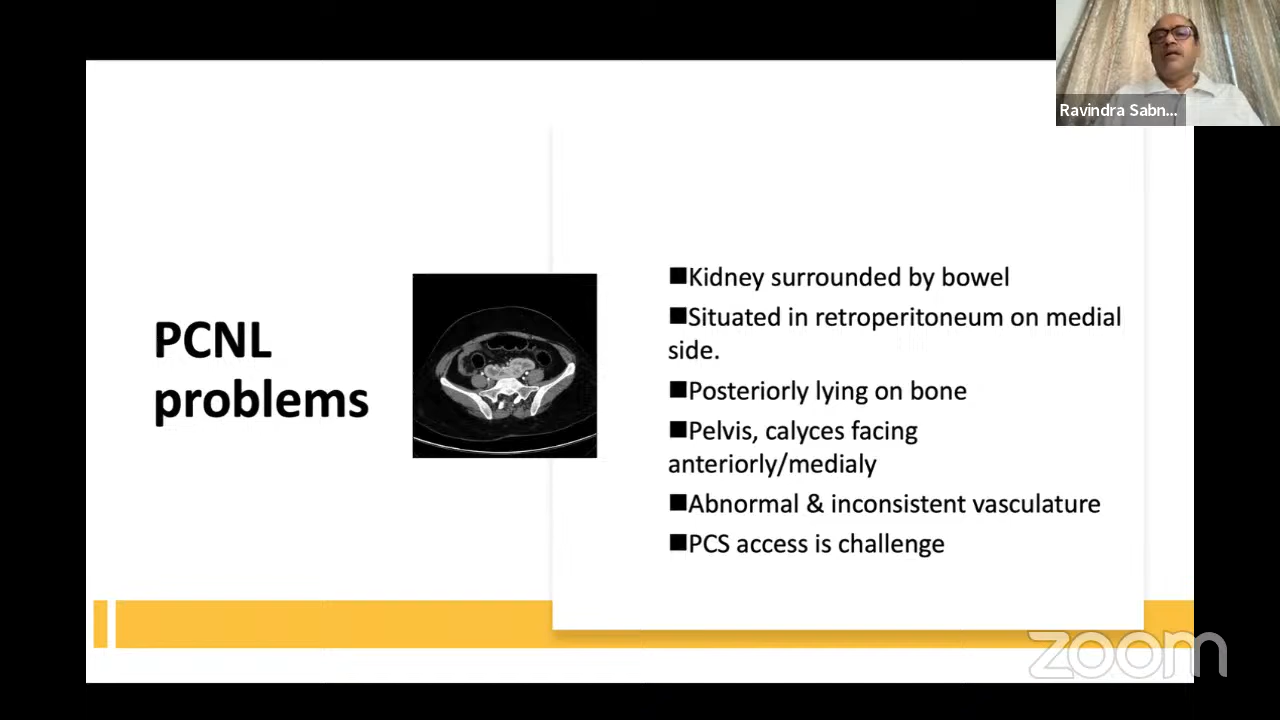 Ravindra Sabn...
PCNL
problems
■Kidney surrounded by bowel
■Situated in retroperitoneum on medial
side.
■Posteriorly lying on bone
■Pelvis, calyces facing
anteriorly/medialy
■Abnormal & inconsistent vasculature
■PCS access is challenge
zoom